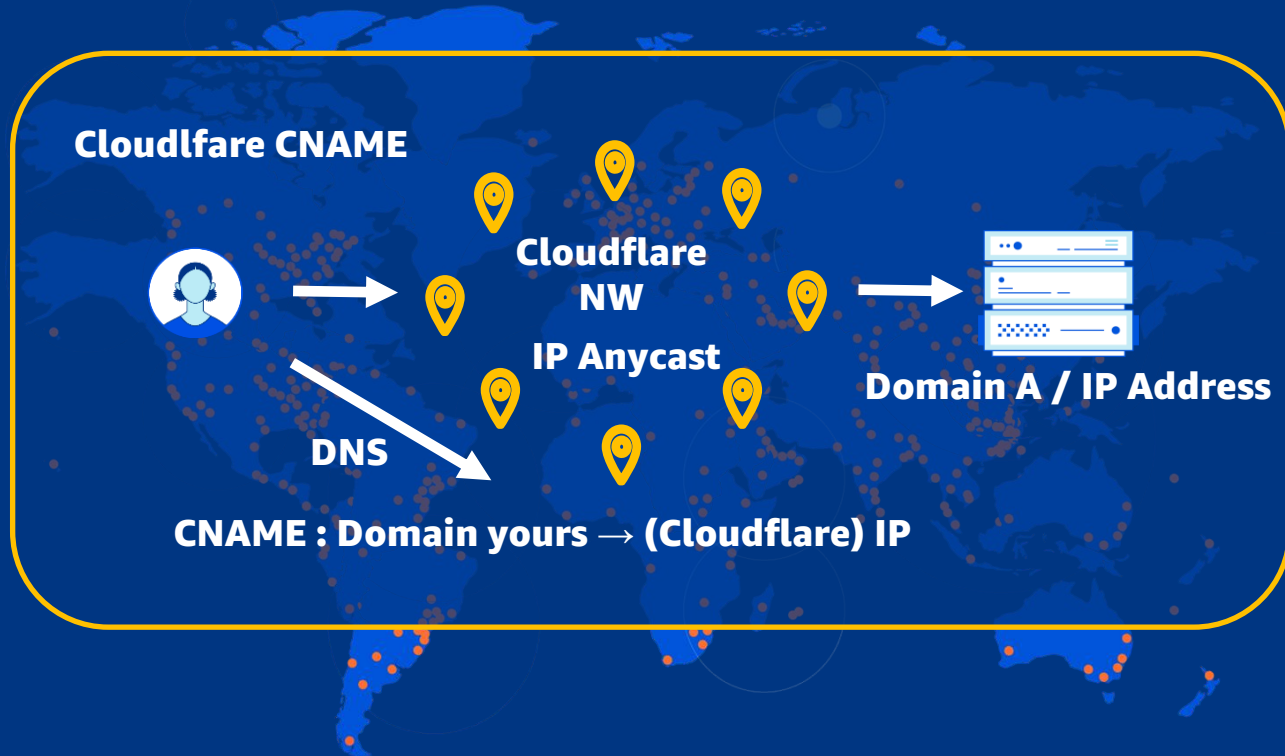 Cloudlfare CNAME
Cloudflare
NW
IP Anycast
Domain A / IP Address
DNS
CNAME : Domain yours → (Cloudflare) IP